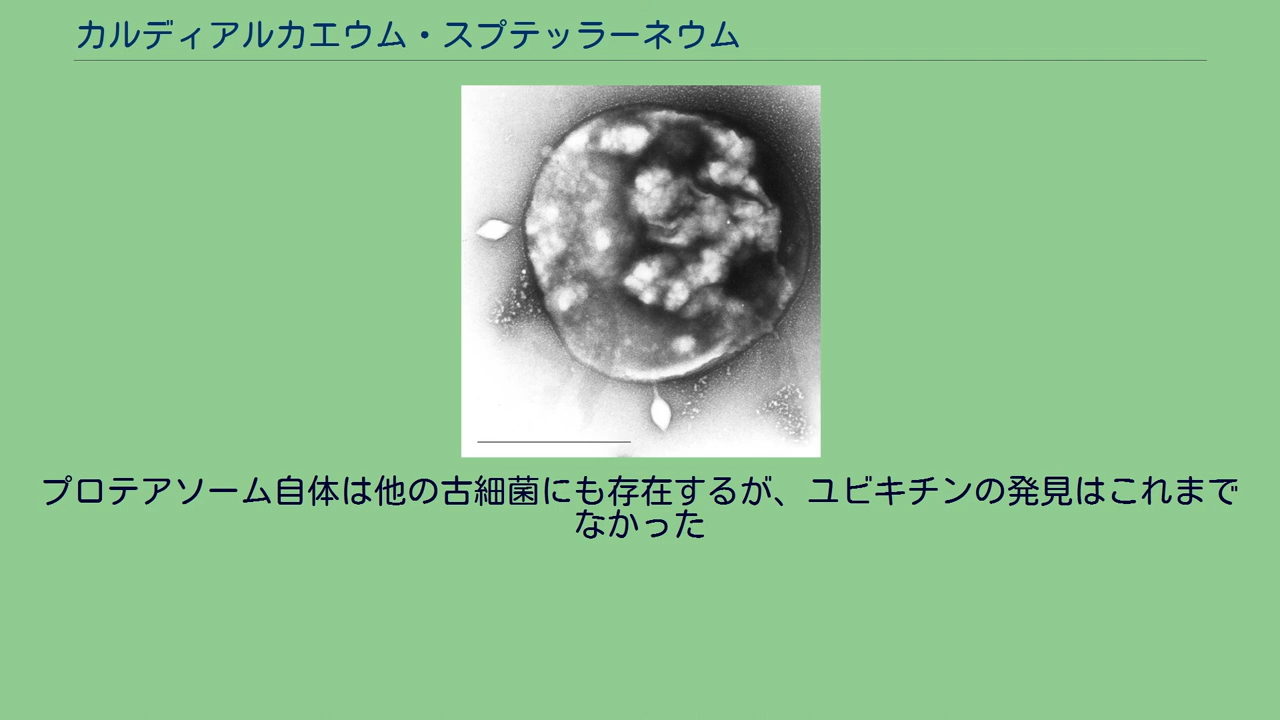 カルディアルカエウム・スブテッラーネウム
プロテアソーム自体は他の古細菌にも存在するが、ユビキチンの発見はこれまで
なかった